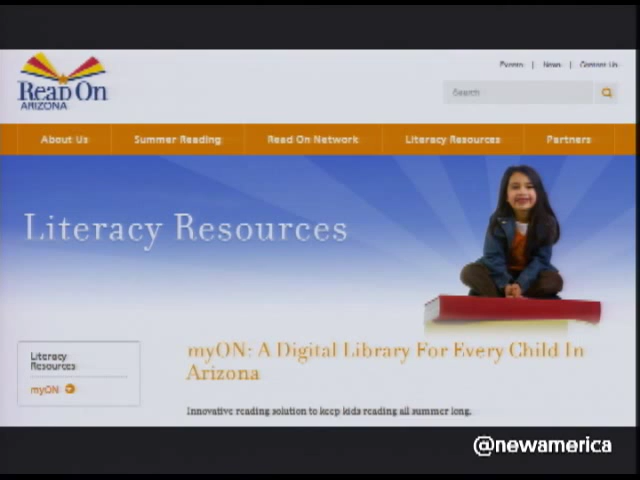 Read On
ARIZONA
Events | News | Contact Us
Search
About Us
Summer Reading
Read On Network
Literacy Resources
Partners
Literacy Resources
Literacy
Resources
myON
myON: A Digital Library For Every Child In
Arizona
Innovative reading solution to keep kids reading all summer long.
@newamerica